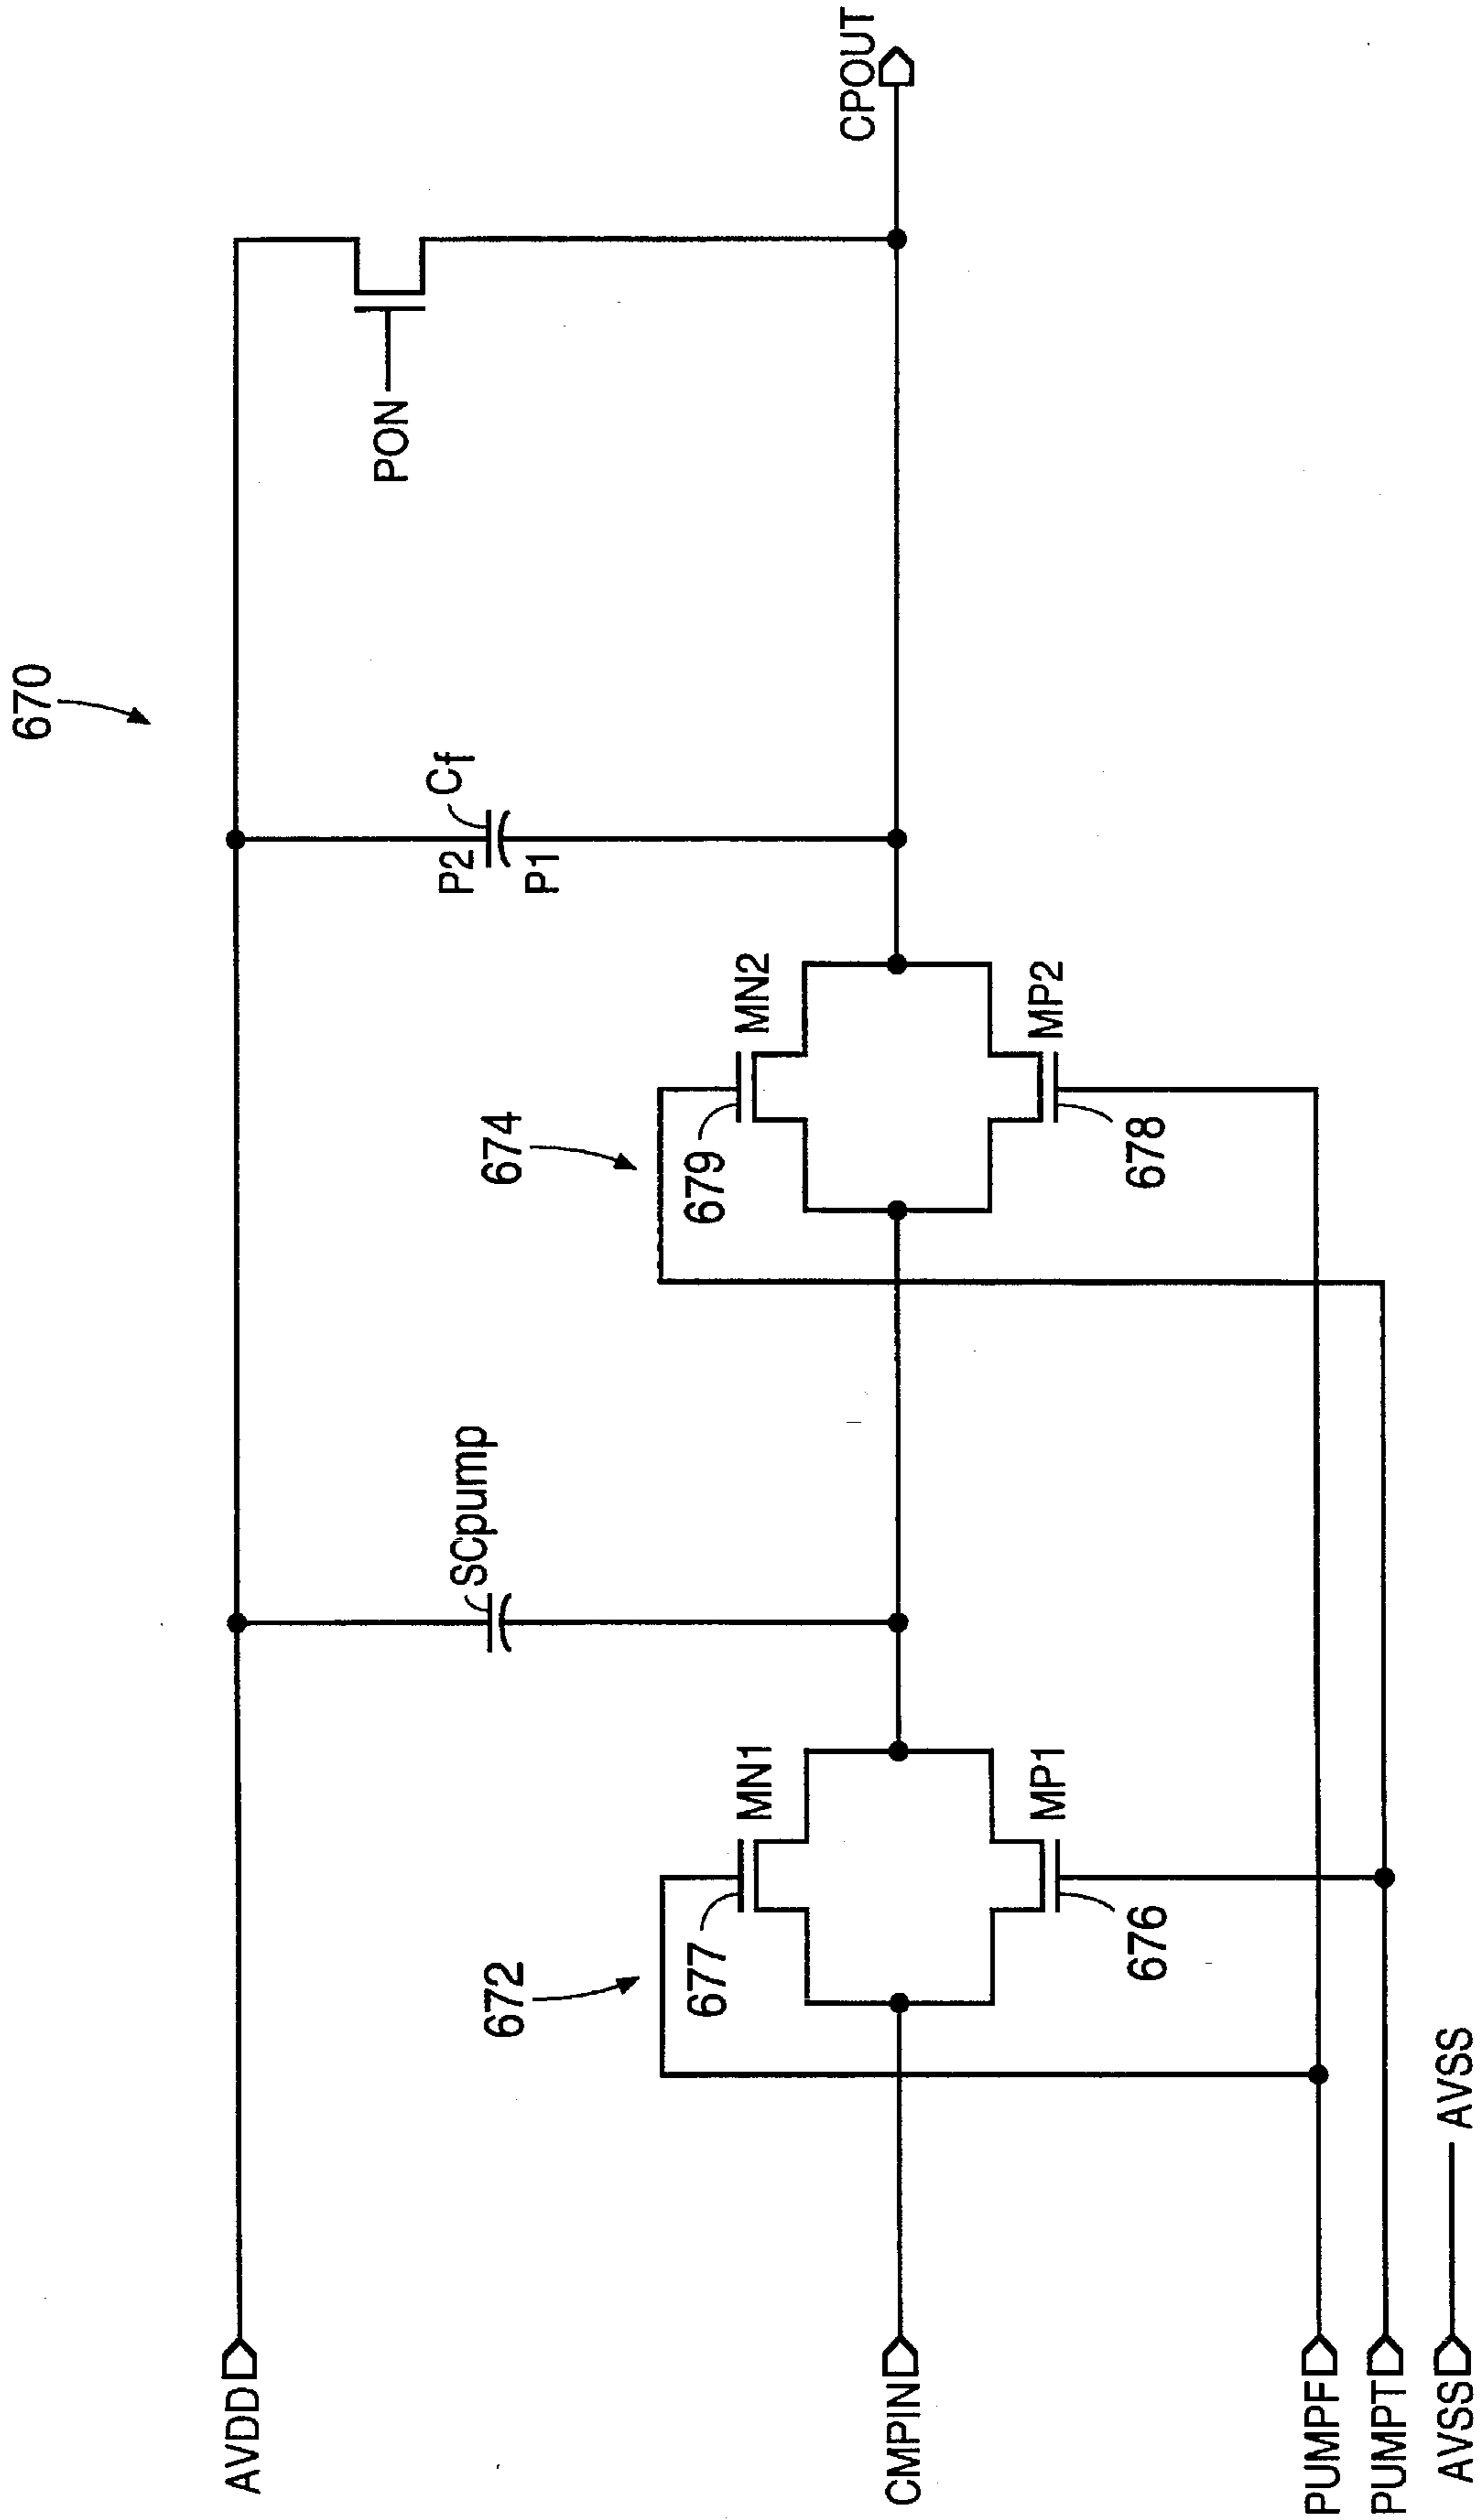 670
AVDD
SCpump
Cf
P2
P1
PON
672
677
MN1
674
679
MN2
CMPIN
CPOUT
676
MP1
678
MP2
PUMPF
PUMPT
AVSS
AVSS